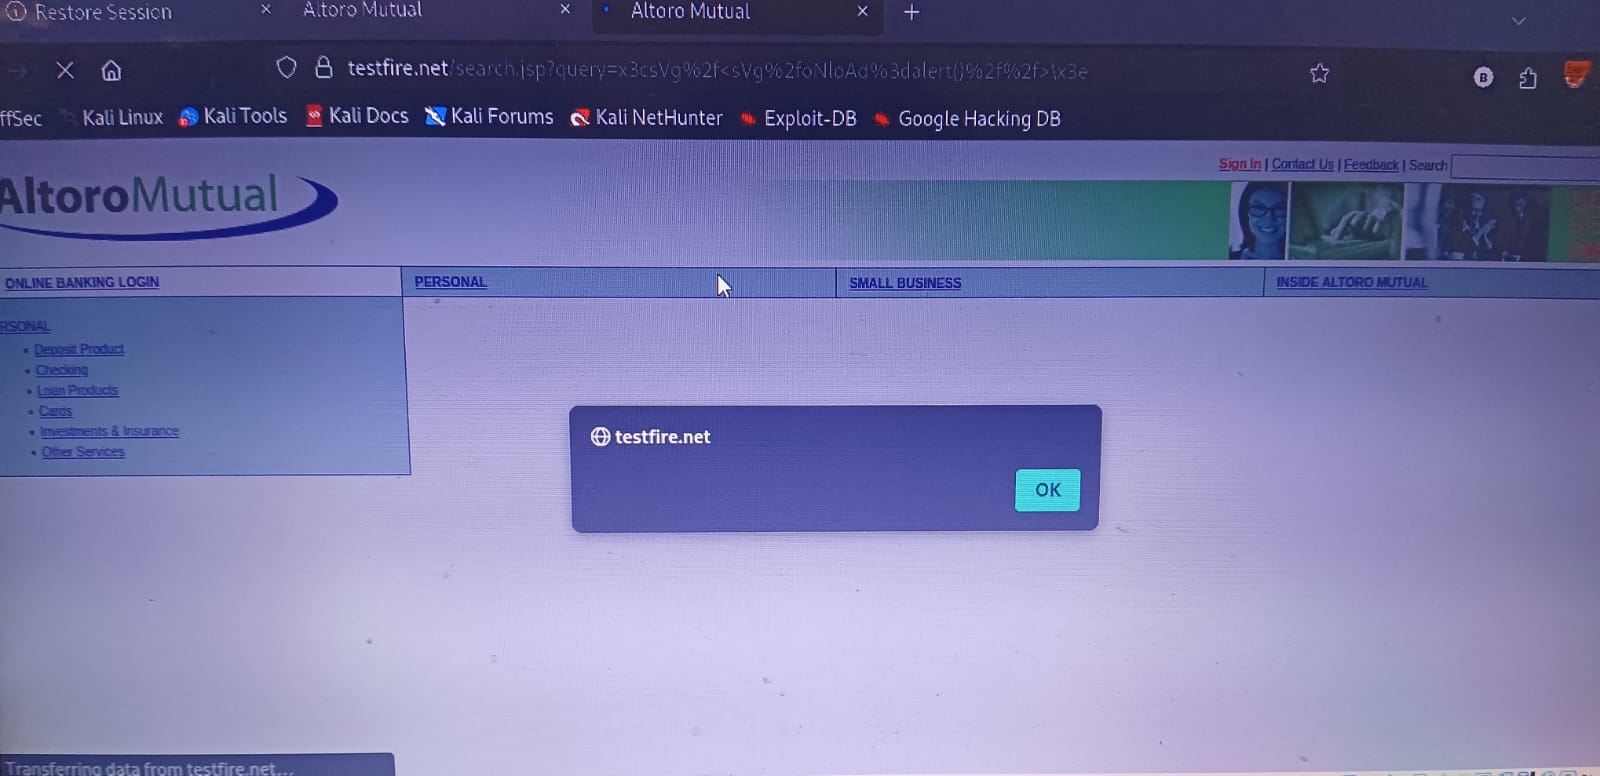 Restore Session
Altoro Mutual
Altoro Mutual
testfire.net/search.jsp?query=x3csVg%2f<sVg%2foNloAd%3dalert()%2f%2f>\x3e
ffSec Kali Linux Kali Tools Kali Docs Kali Forums Kali NetHunter Exploit-DB Google Hacking DB
Sign In | Contact Us | Feedback | Search
AltoroMutual
ONLINE BANKING LOGIN
PERSONAL
SMALL BUSINESS
INSIDE ALTORO MUTUAL
RSONAL
Deposit Product
Checking
Loan Products
Cards
Investments & Insurance
Other Services
testfire.net
OK
Transferring data from testfire.net...